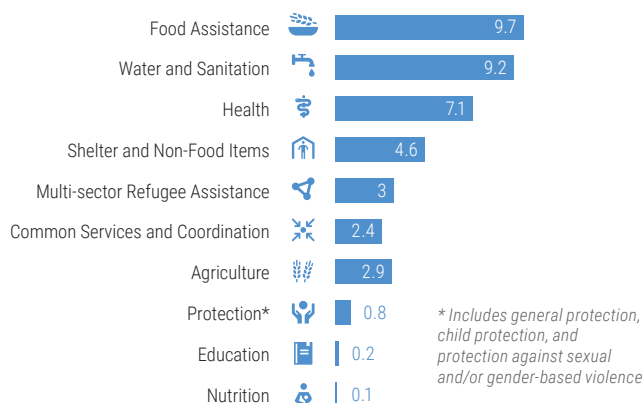 Food Assistance 9.7
Water and Sanitation 9.2
Health 7.1
Shelter and Non-Food Items 4.6
Multi-sector Refugee Assistance 3
Common Services and Coordination 2.4
Agriculture 2.9
Protection* 0.8
Education 0.2
Nutrition 0.1
* Includes general protection,
child protection, and
protection against sexual
and/or gender-based violence